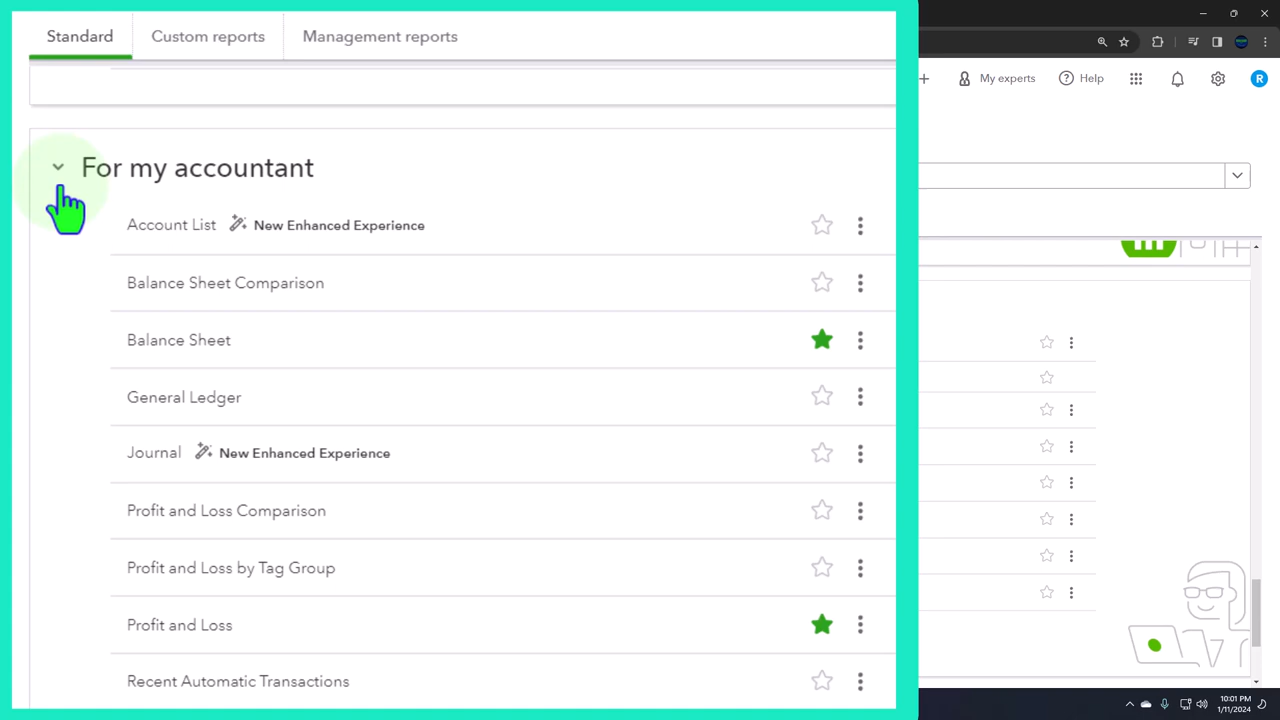 Standard
Custom reports
Management reports
My experts
Help
R
For my accountant
Account List New Enhanced Experience
Balance Sheet Comparison
Balance Sheet
General Ledger
Journal New Enhanced Experience
Profit and Loss Comparison
Profit and Loss by Tag Group
Profit and Loss
Recent Automatic Transactions
10:01 PM
1/11/2024